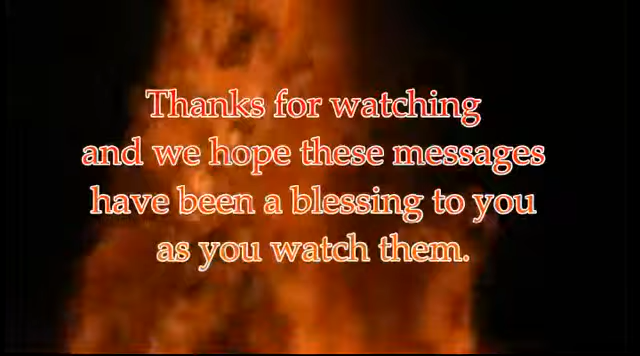 Thanks for watching
and we hope these messages
have been a blessing to you
as you watch them.